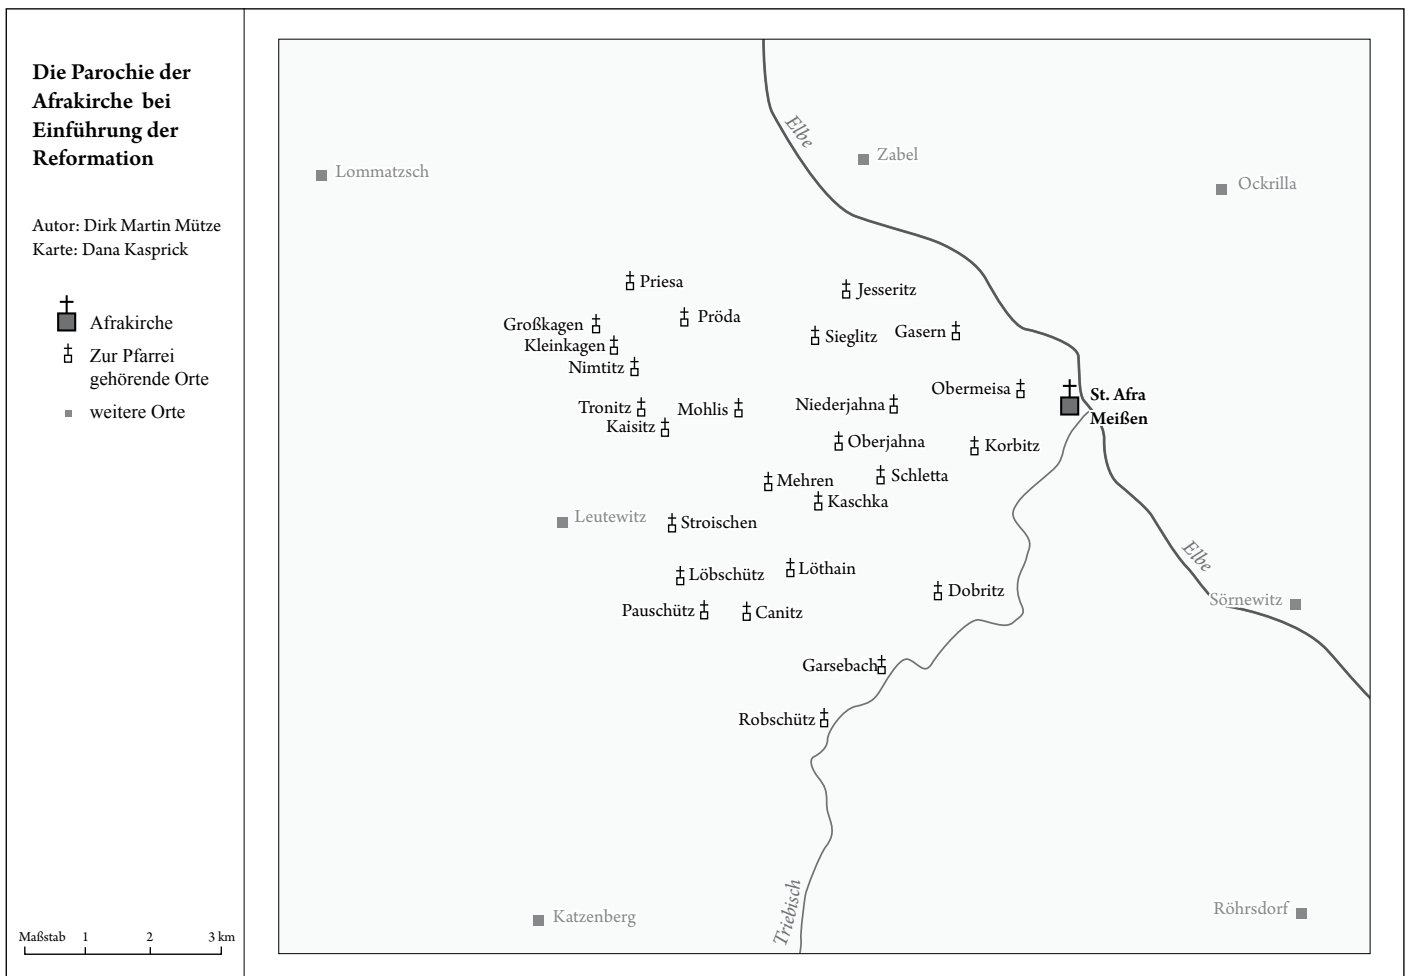 Die Parochie der
Afrakirche bei
Einführung der
Reformation
Autor: Dirk Martin Mütze
Karte: Dana Kasprick
Afrakirche
Zur Pfarrei
gehörende Orte
weitere Orte
Maßstab 1 2 3 km
Elbe
Zabel
Lommatzsch
Ockrilla
Priesa
Jesseritz
Pröda
Großkagen
Sieglitz
Gasern
Kleinkagen
Nimtitz
Obermeisa
St. Afra
Meißen
Tronitz
Mohlis
Niederjahna
Kaisitz
Oberjahna
Korbitz
Mehren
Schletta
Kaschka
Leutewitz
Stroischen
Elbe
Löbschütz
Löthain
Dobritz
Sörnewitz
Pauschütz
Canitz
Garsebach
Robschütz
Triebisch
Katzenberg
Röhrsdorf